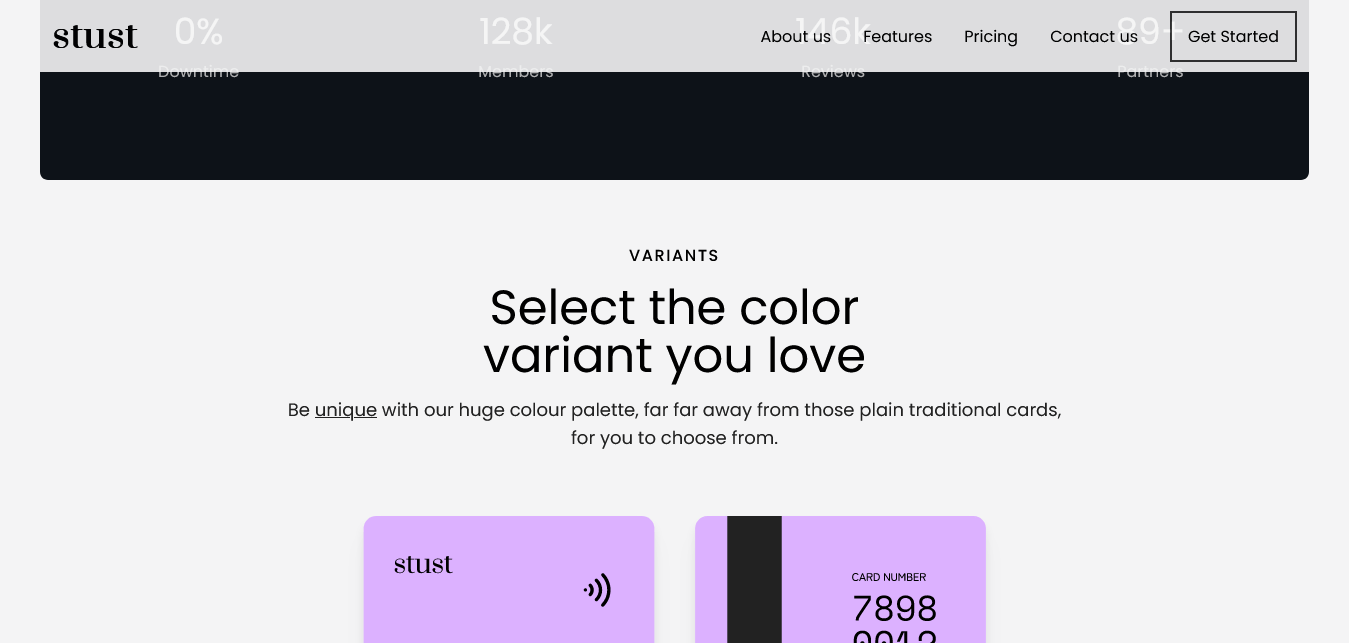 stust
About us
Features
Pricing
Contact us
Get Started
0%
128k
146k
89+
Downtime
Members
Reviews
Partners
VARIANTS
Select the color
variant you love
Be unique with our huge colour palette, far far away from those plain traditional cards,
for you to choose from.
stust
CARD NUMBER
7898
0012